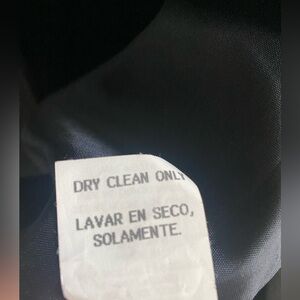 DRY CLEAN ONLY
LAVAR EN SECO,
SOLAMENTE.